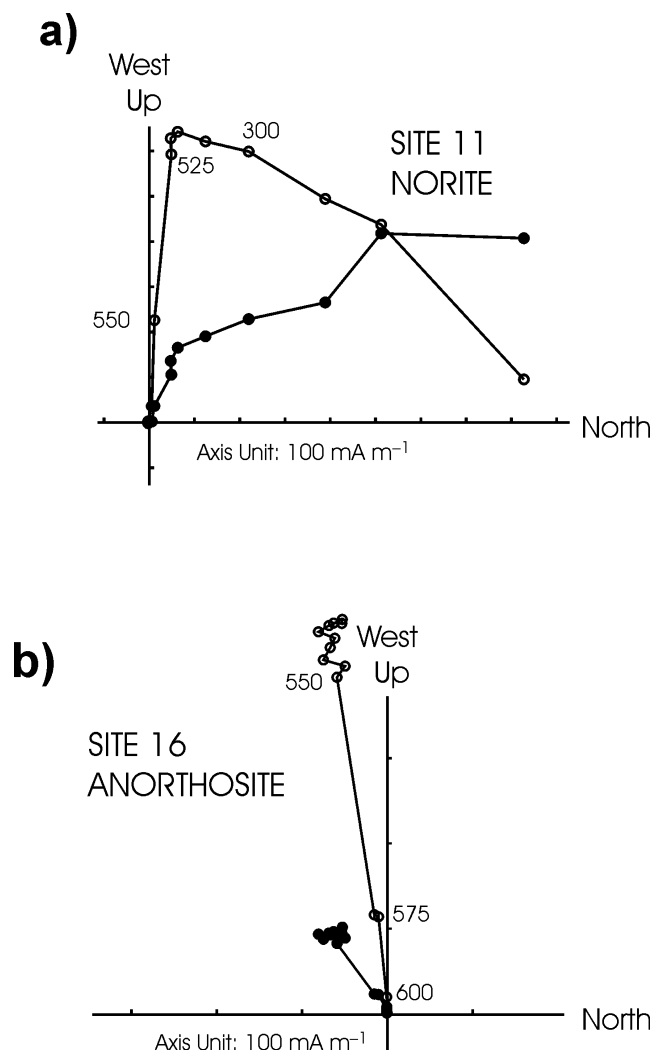 a)
West
Up
300
SITE 11
NORITE
525
550
North
Axis Unit: 100 mA m⁻¹
b)
West
Up
550
SITE 16
ANORTHOSITE
575
600
North
Axis Unit: 100 mA m⁻¹